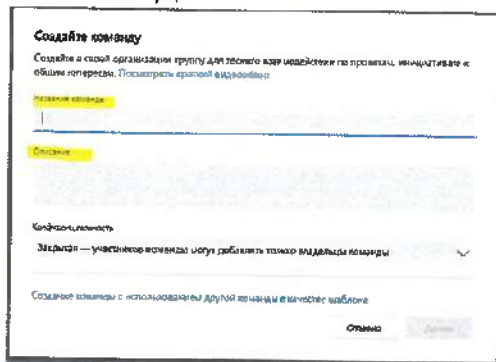 Создайте команду
Создайте в своей организации группу для тесного взаимодействия по проектам, инициативам и
общим интересам. Посмотреть краткий видеообзор
Название команды
Описание
Конфиденциальность
Закрытая — участников команды могут добавлять только владельцы команды
Создание команды с использованием другой команды в качестве шаблона
Отмена Далее